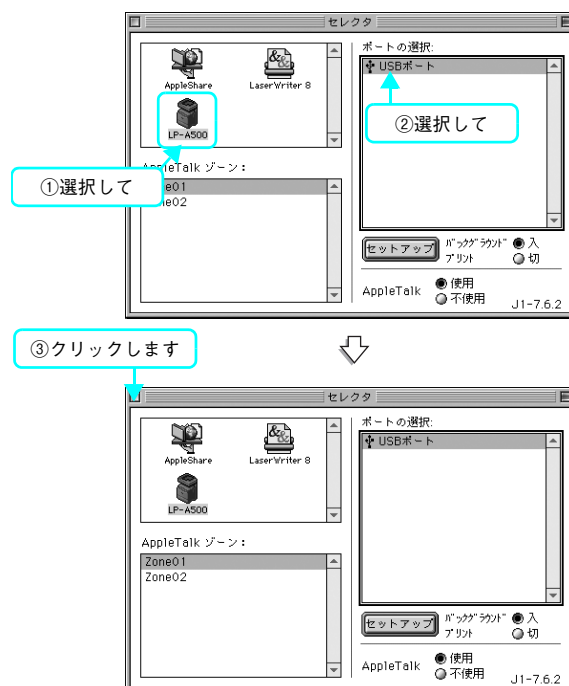 セレクタ
AppleShare
LaserWriter 8
LP-A500
①選択して
AppleTalk ゾーン：
e01
e02
ポートの選択:
USBポート
②選択して
セットアップ
バックグラウンド
プリント
入
切
AppleTalk
使用
不使用
J1-7.6.2
③クリックします
セレクタ
AppleShare
LaserWriter 8
LP-A500
AppleTalk ゾーン：
Zone01
Zone02
ポートの選択:
USBポート
セットアップ
バックグラウンド
プリント
入
切
AppleTalk
使用
不使用
J1-7.6.2